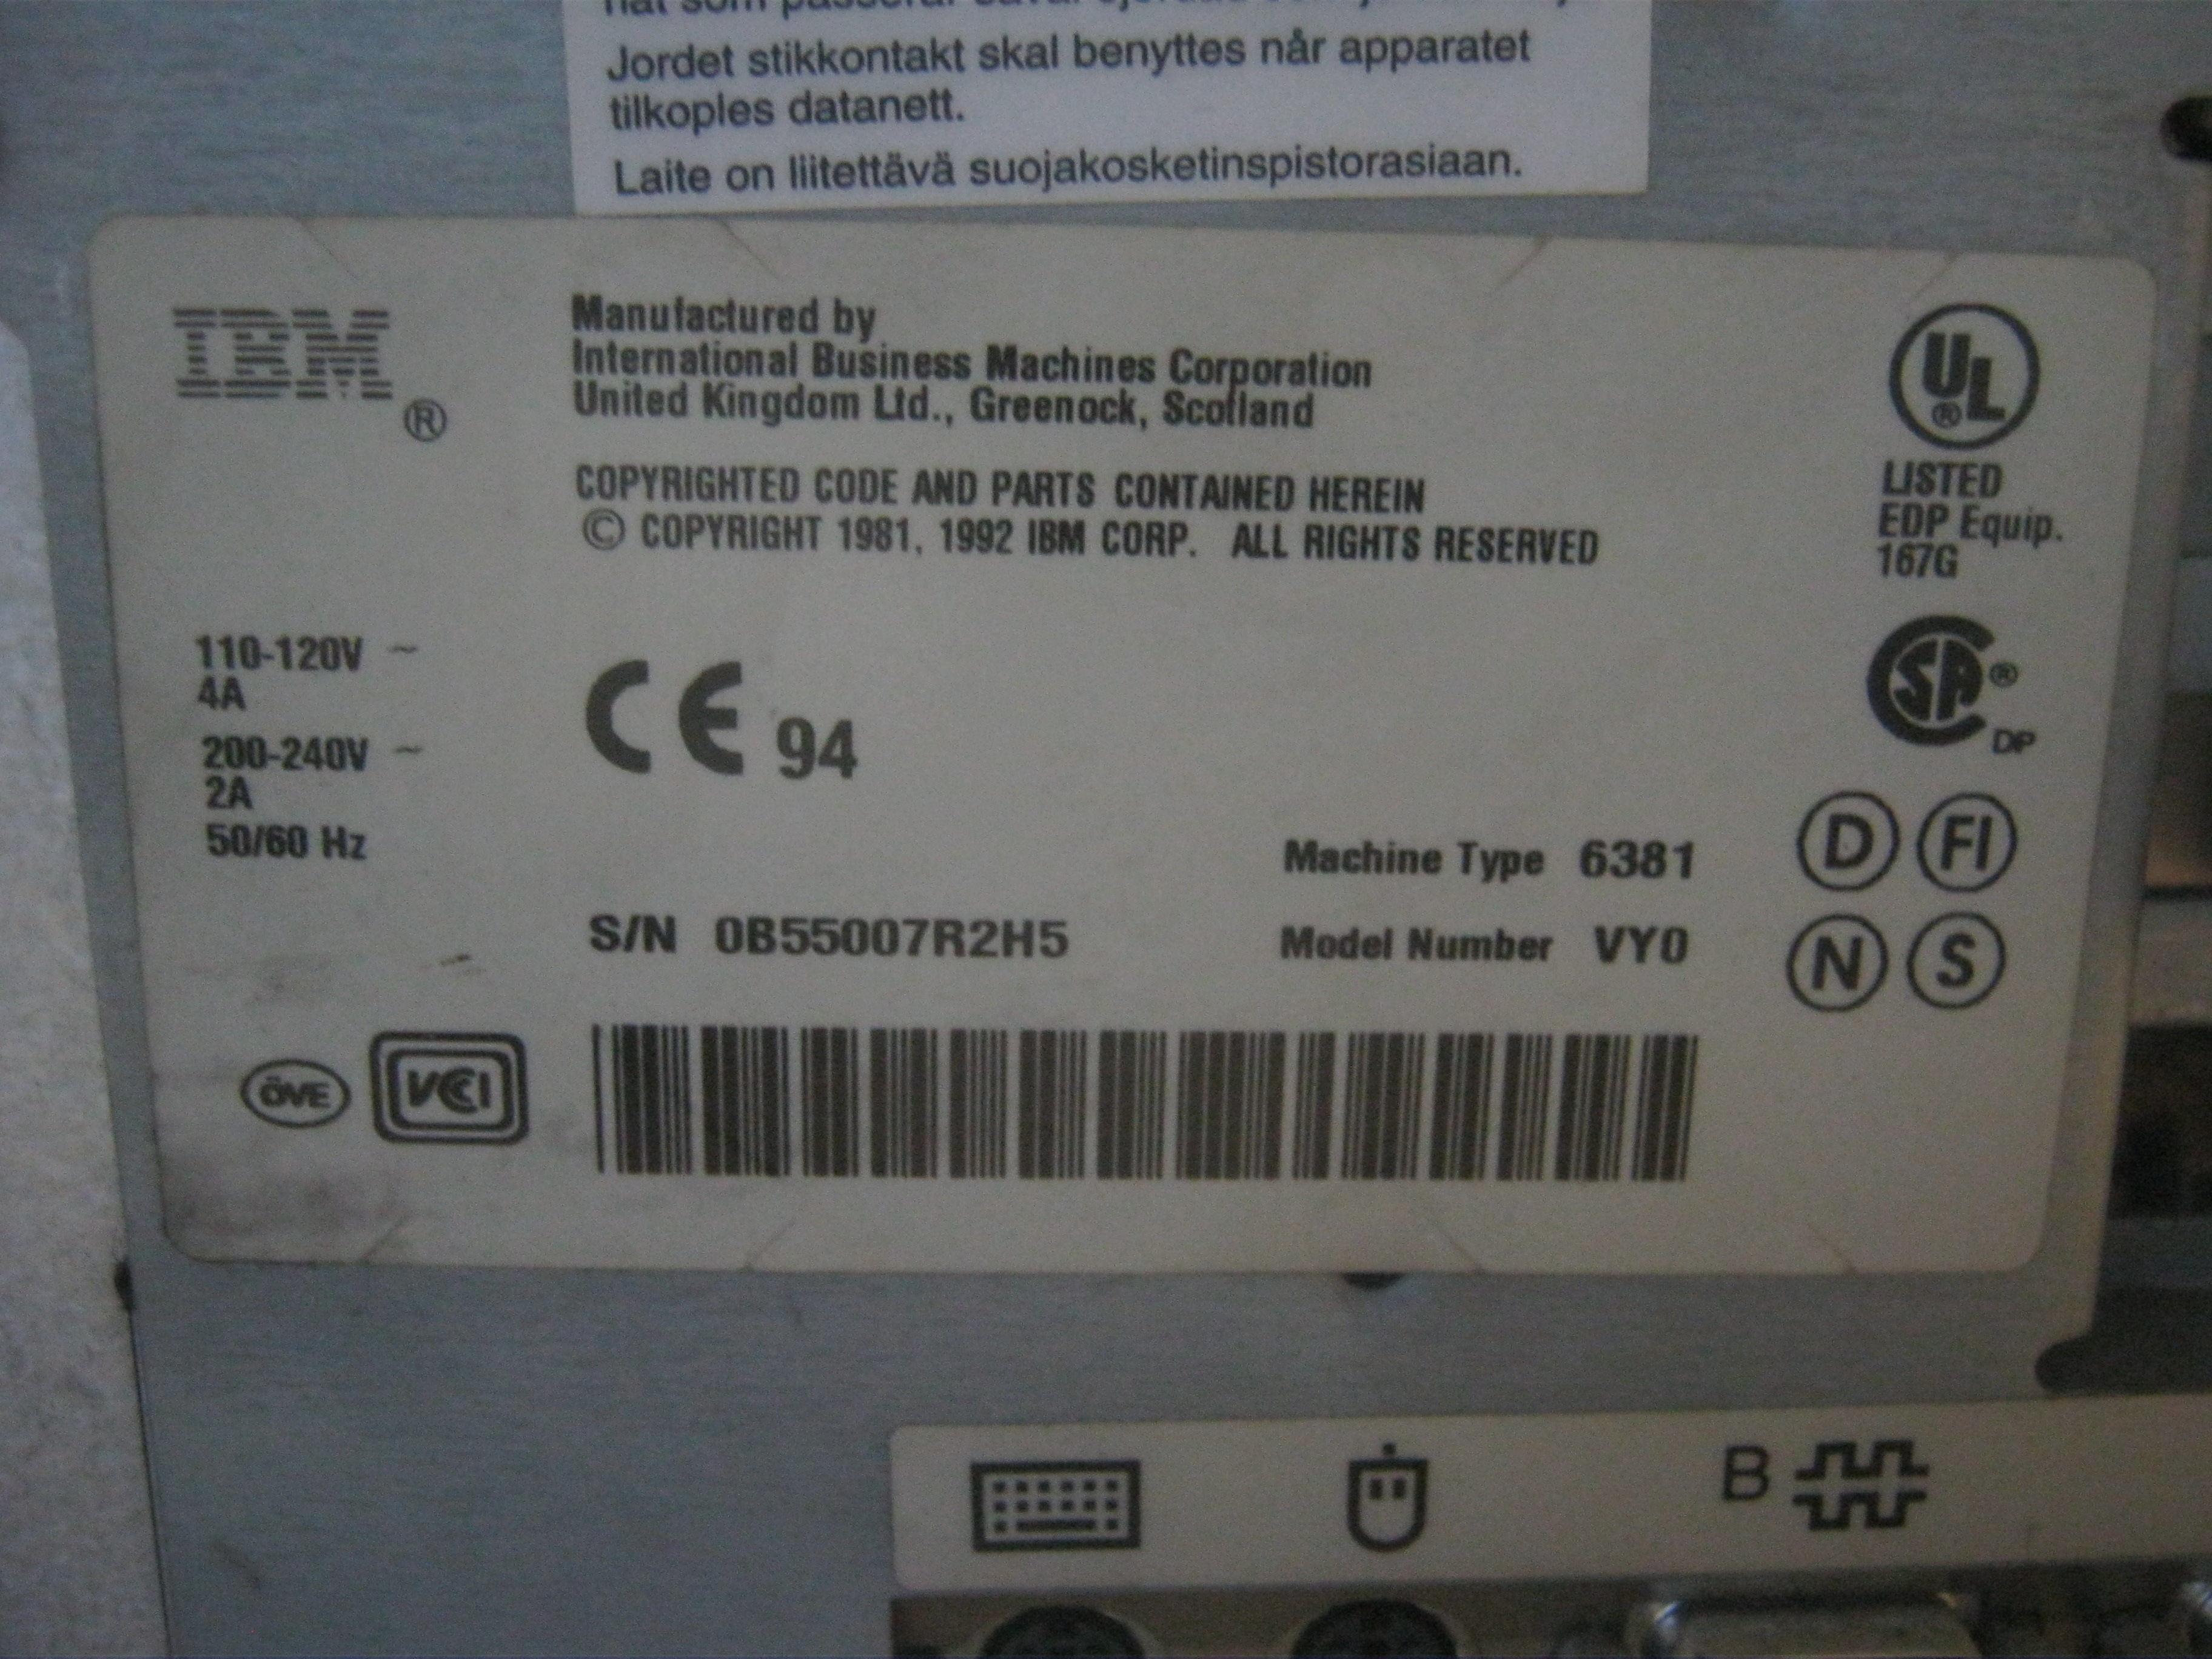 Jordet stikkontakt skal benyttes når apparatet
tilkoples datanett.
Laite on liitettävä suojakosketinspistorasiaan.
IBM ®
Manufactured by
International Business Machines Corporation
United Kingdom Ltd., Greenock, Scotland
COPYRIGHTED CODE AND PARTS CONTAINED HEREIN
© COPYRIGHT 1981, 1992 IBM CORP. ALL RIGHTS RESERVED
UL ®
LISTED
EDP Equip.
167G
110-120V ~
4A
200-240V ~
2A
50/60 Hz
CE 94
SA ®
DP
Machine Type 6381
D FI
S/N 0B55007R2H5
Model Number VY0
N S
ÖVE VCCI
B